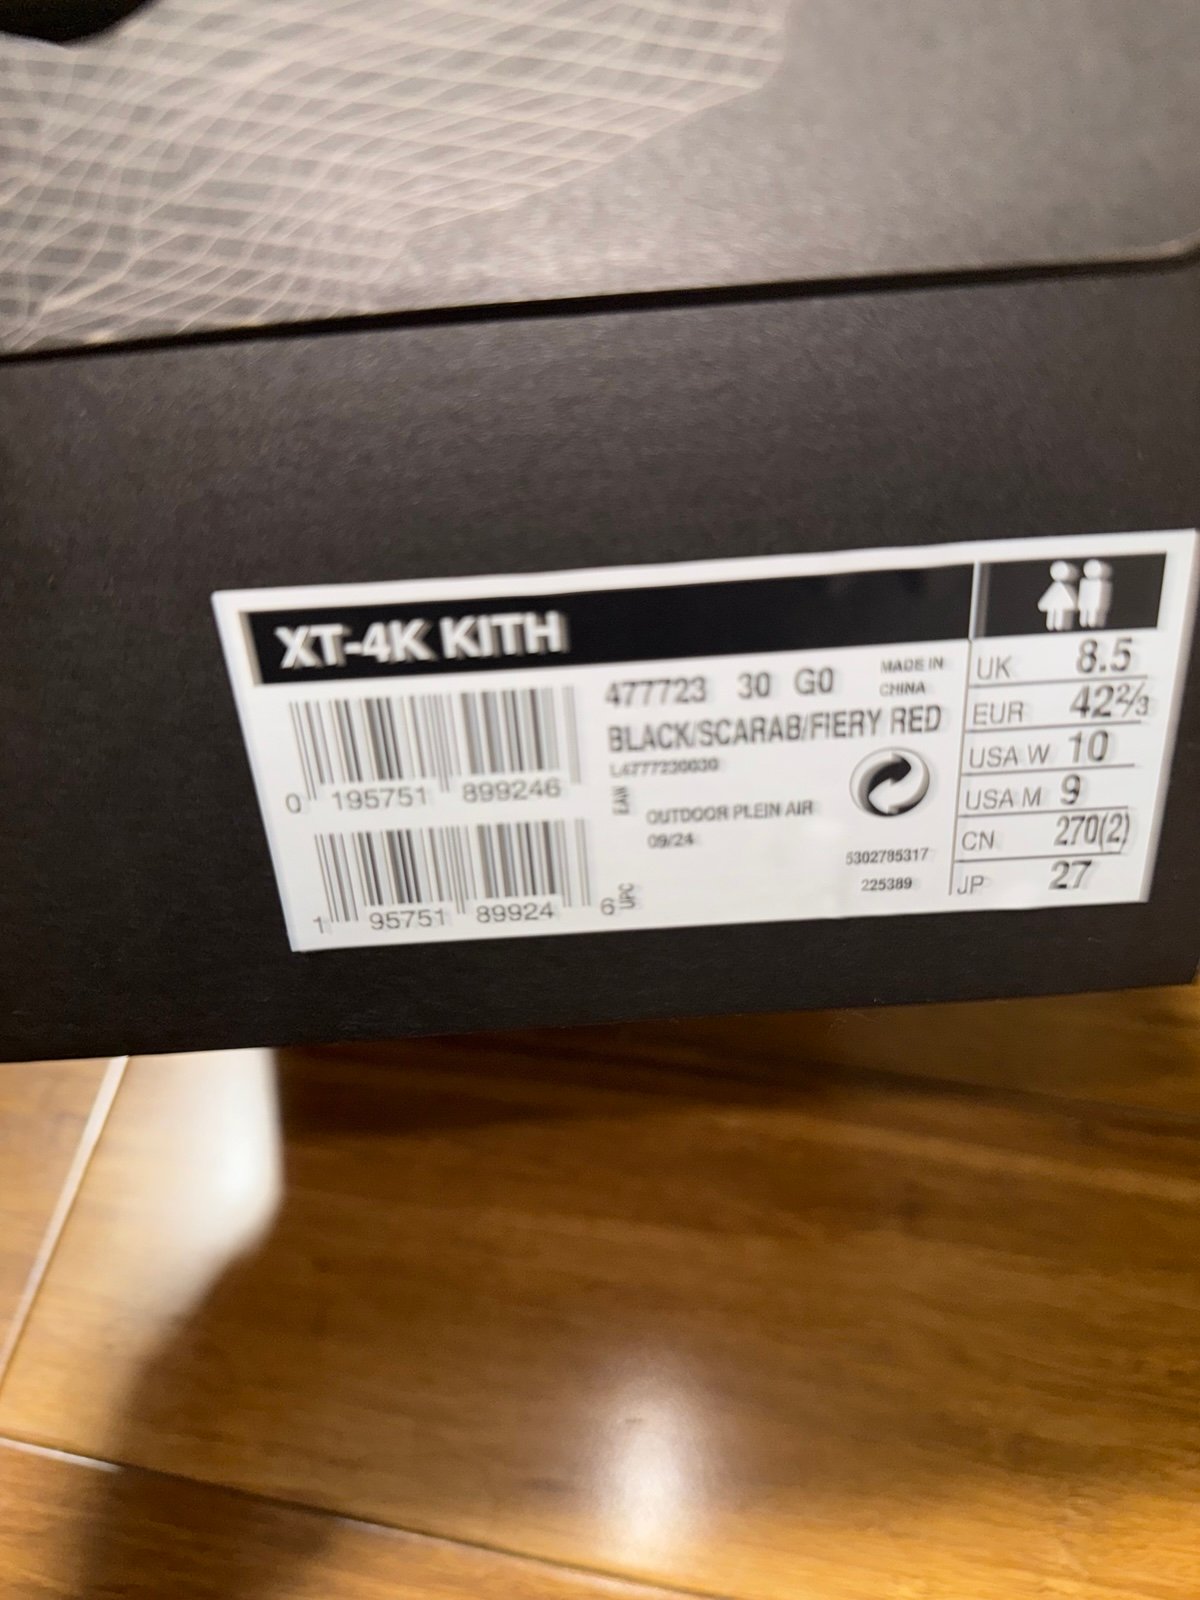 XT-4K KITH
477723 30 G0
MADE IN
CHINA
BLACK/SCARAB/FIERY RED
L47772300G0
EAN
0 195751 899246
OUTDOOR PLEIN AIR
09/24
5302785317
225389
1 95751 89924 6
UPC
UK 8.5
EUR 42⅔
USA W 10
USA M 9
CN 270(2)
JP 27